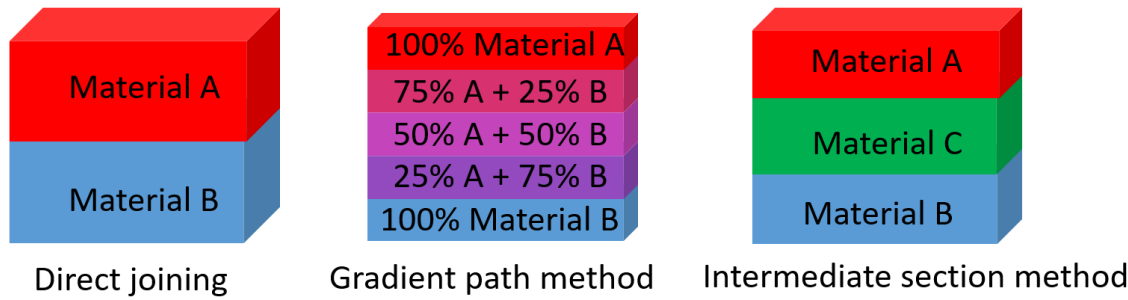 Material A
Material B
Direct joining
100% Material A
75% A + 25% B
50% A + 50% B
25% A + 75% B
100% Material B
Gradient path method
Material A
Material C
Material B
Intermediate section method